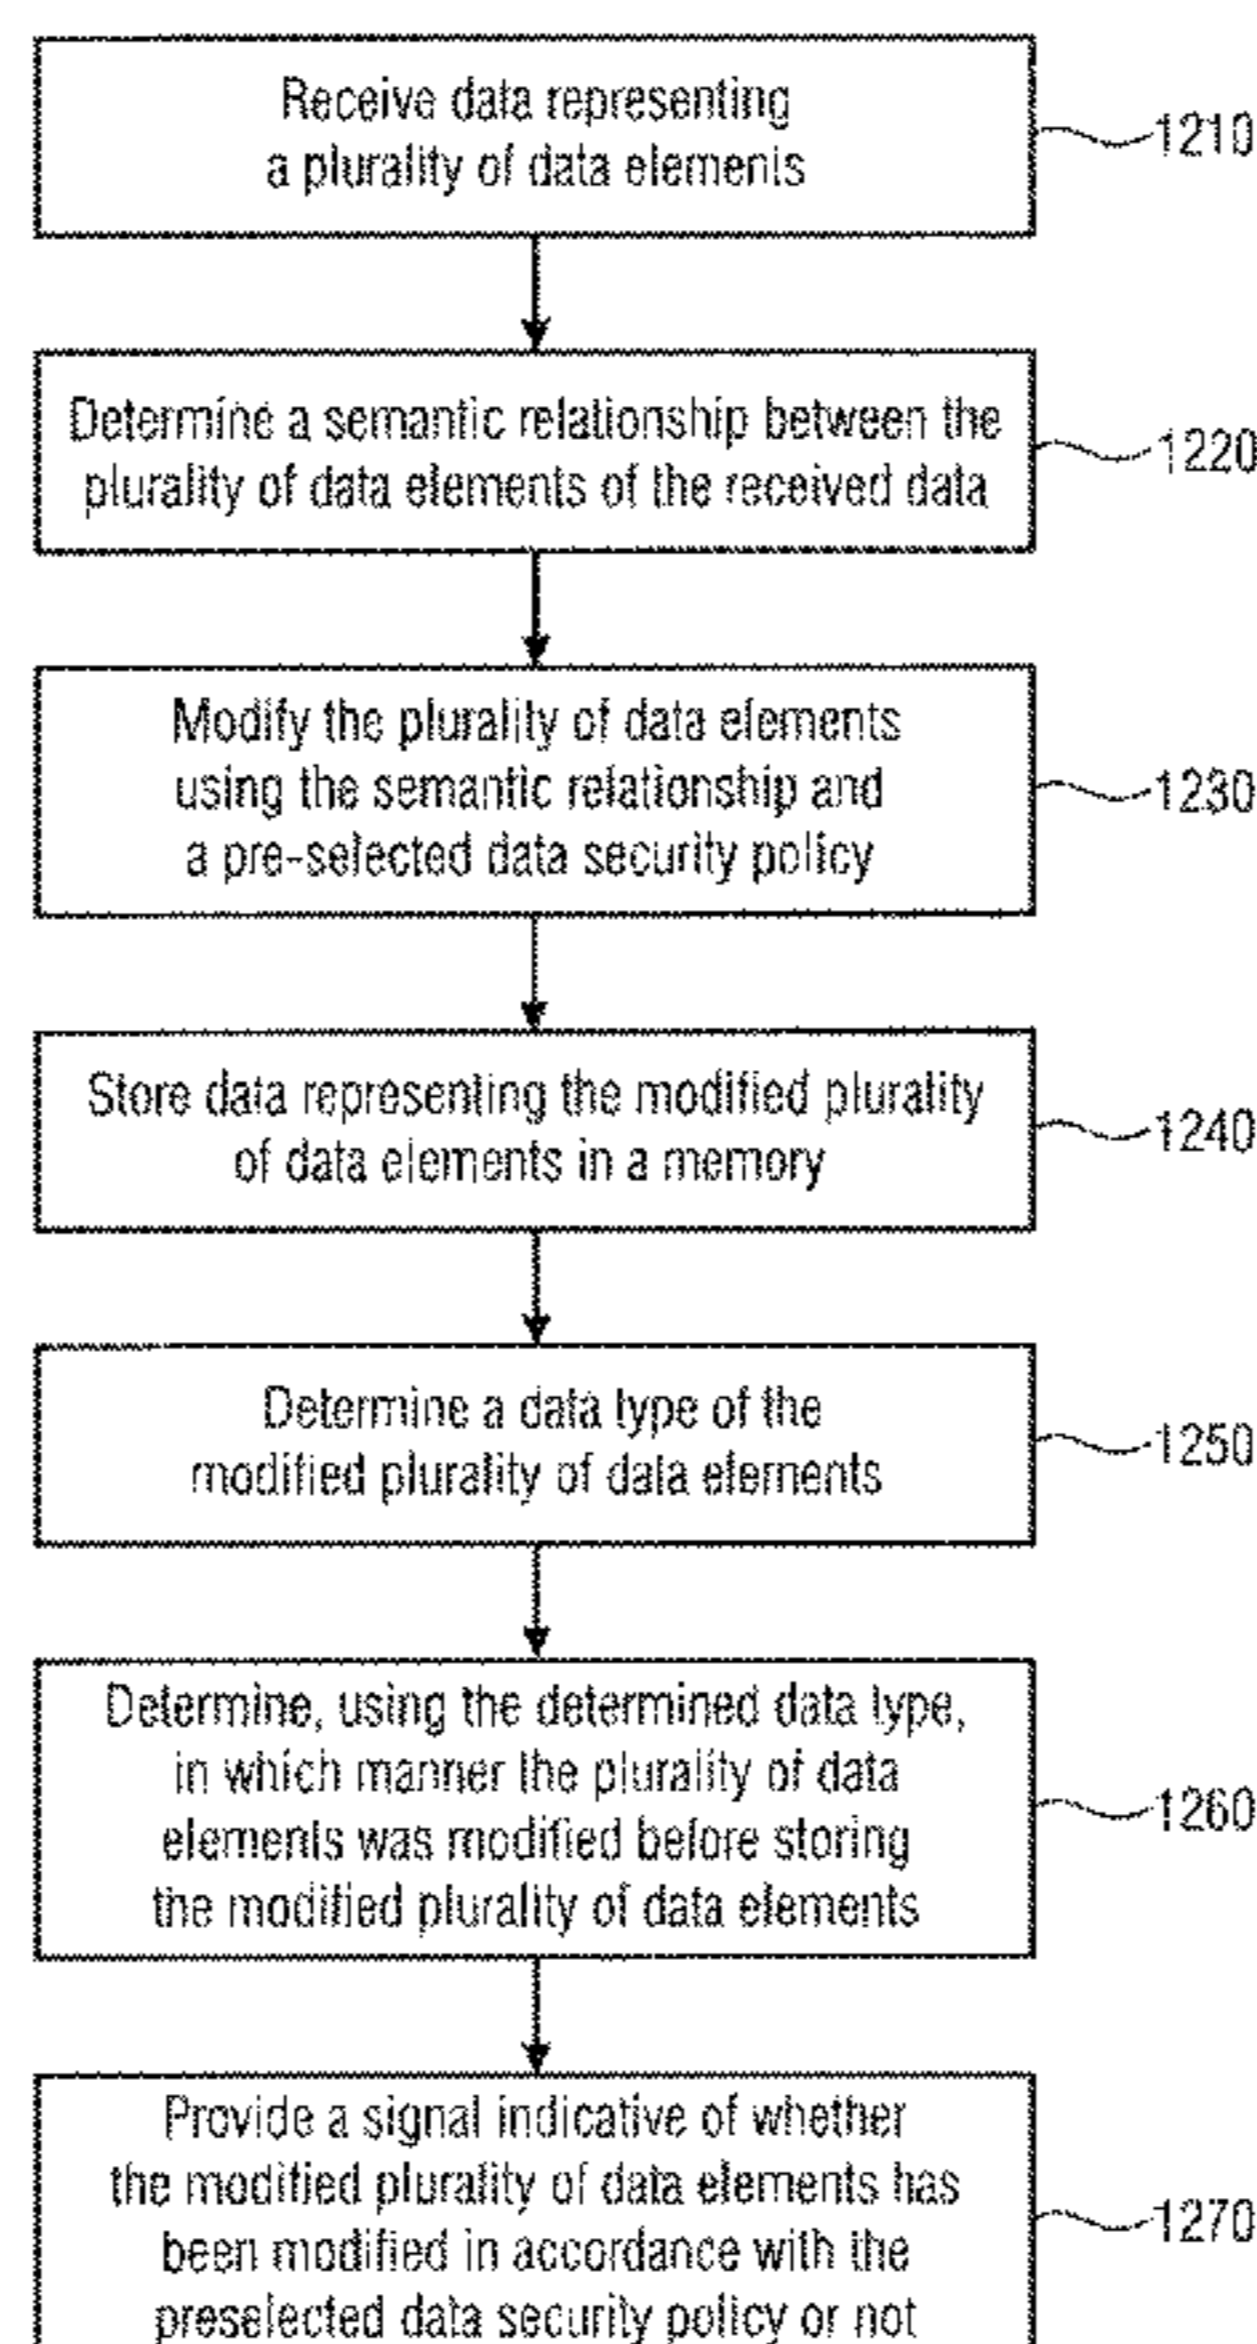 Receive data representing
a plurality of data elements
1210
Determine a semantic relationship between the
plurality of data elements of the received data
1220
Modify the plurality of data elements
using the semantic relationship and
a pre-selected data security policy
1230
Store data representing the modified plurality
of data elements in a memory
1240
Determine a data type of the
modified plurality of data elements
1250
Determine, using the determined data type,
in which manner the plurality of data
elements was modified before storing
the modified plurality of data elements
1260
Provide a signal indicative of whether
the modified plurality of data elements has
been modified in accordance with the
preselected data security policy or not
1270